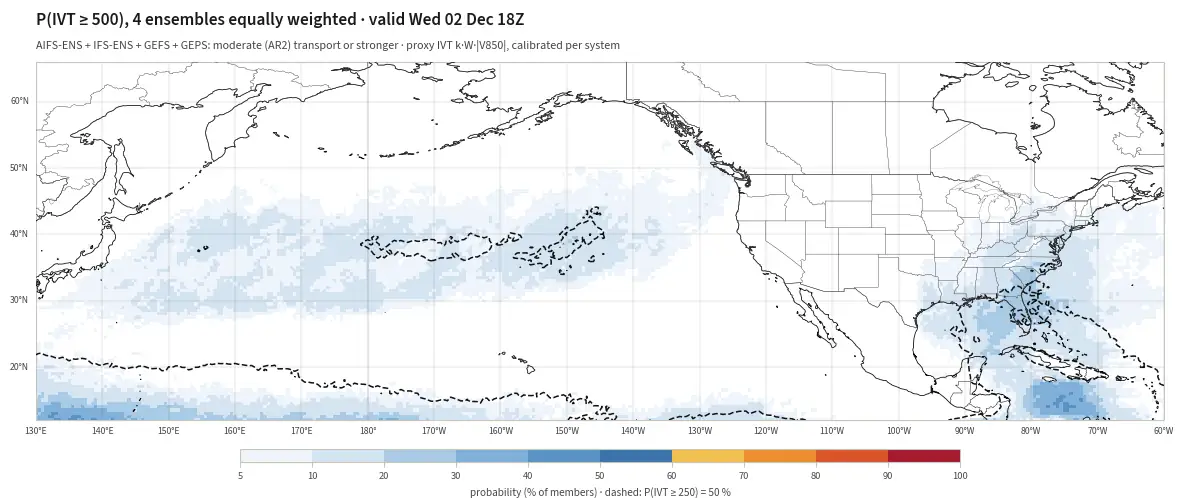 P(IVT ≥ 500), 4 ensembles equally weighted · valid Wed 02 Dec 18Z
AIFS-ENS + IFS-ENS + GEFS + GEPS: moderate (AR2) transport or stronger · proxy IVT k·W·|V850|, calibrated per system
60°N
50°N
40°N
30°N
20°N
130°E 140°E 150°E 160°E 170°E 180° 170°W 160°W 150°W 140°W 130°W 120°W 110°W 100°W 90°W 80°W 70°W 60°W
5 10 20 30 40 50 60 70 80 90 100
probability (% of members) · dashed: P(IVT ≥ 250) = 50 %